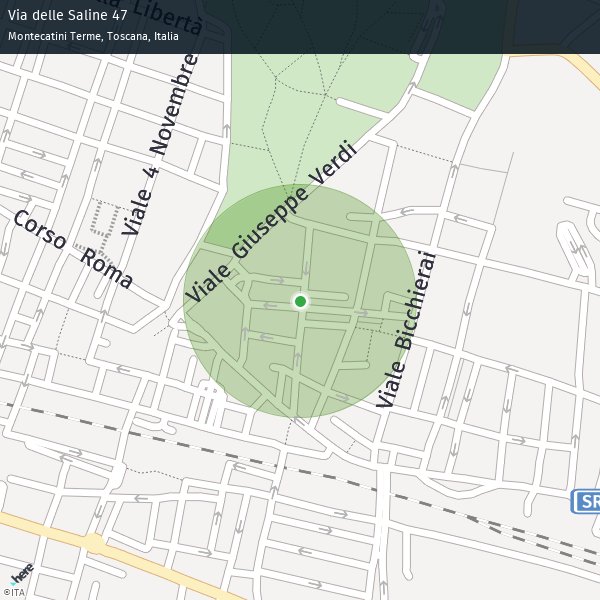 Via delle Saline 47
Montecatini Terme, Toscana, Italia
Libertà
Viale 4 Novembre
Viale Giuseppe Verdi
Corso Roma
Viale Bicchierai
SR
here
©ITA